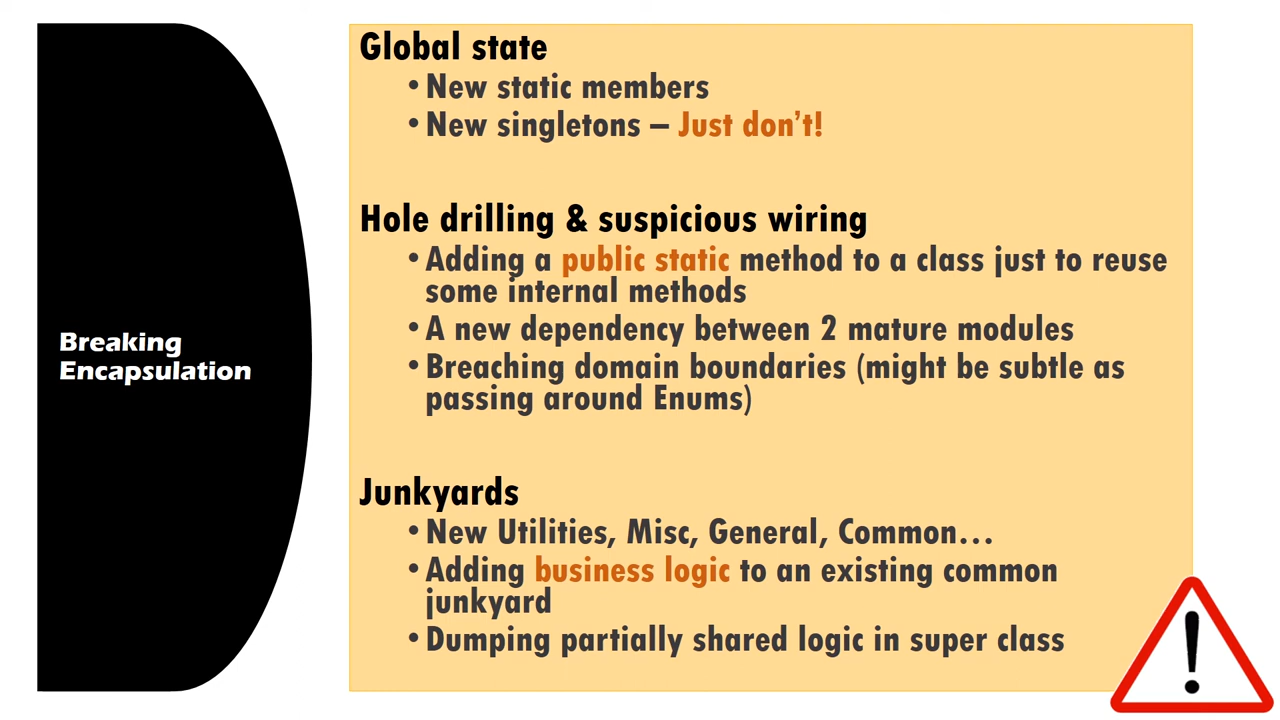 Breaking
Encapsulation
Global state
• New static members
• New singletons – Just don’t!
Hole drilling & suspicious wiring
• Adding a public static method to a class just to reuse
some internal methods
• A new dependency between 2 mature modules
• Breaching domain boundaries (might be subtle as
passing around Enums)
Junkyards
• New Utilities, Misc, General, Common…
• Adding business logic to an existing common
junkyard
• Dumping partially shared logic in super class
!